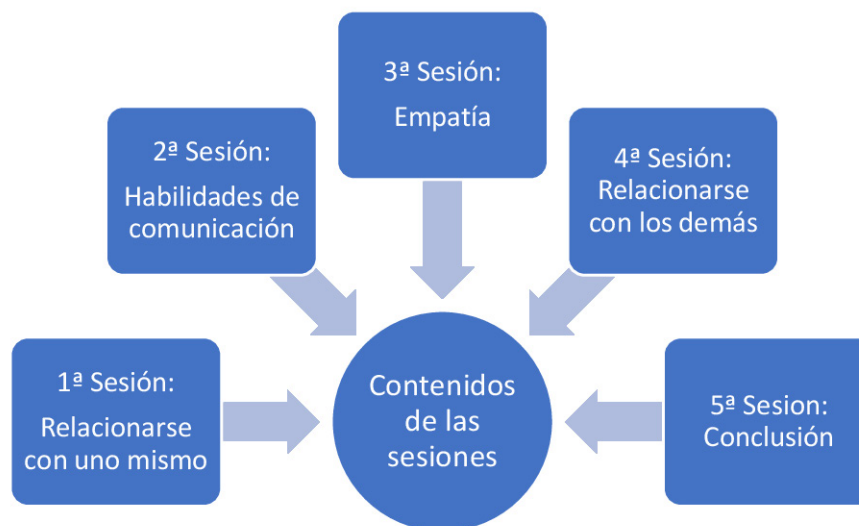 1ª Sesión:
Relacionarse
con uno mismo
2ª Sesión:
Habilidades de
comunicación
3ª Sesión:
Empatía
4ª Sesión:
Relacionarse
con los demás
5ª Sesion:
Conclusión
Contenidos
de las
sesiones